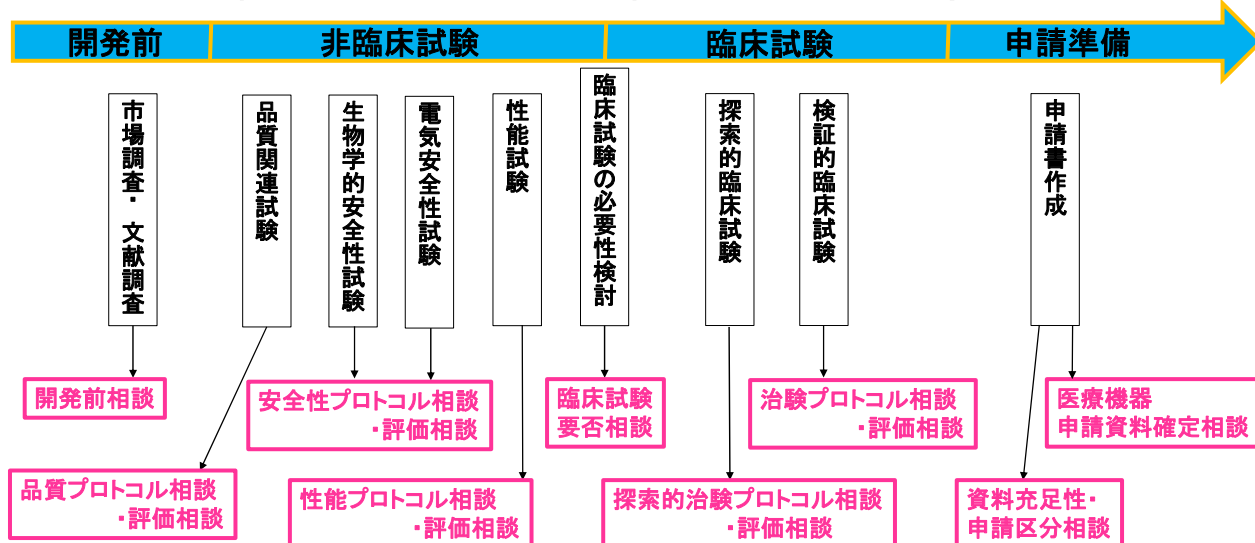 開発前
非臨床試験
臨床試験
申請準備
市場調査・文献調査
品質関連試験
生物学的安全性試験
電気安全性試験
性能試験
臨床試験の必要性検討
探索的臨床試験
検証的臨床試験
申請書作成
開発前相談
安全性プロトコル相談
・評価相談
臨床試験
要否相談
治験プロトコル相談
・評価相談
医療機器
申請資料確定相談
品質プロトコル相談
・評価相談
性能プロトコル相談
・評価相談
探索的治験プロトコル相談
・評価相談
資料充足性・
申請区分相談